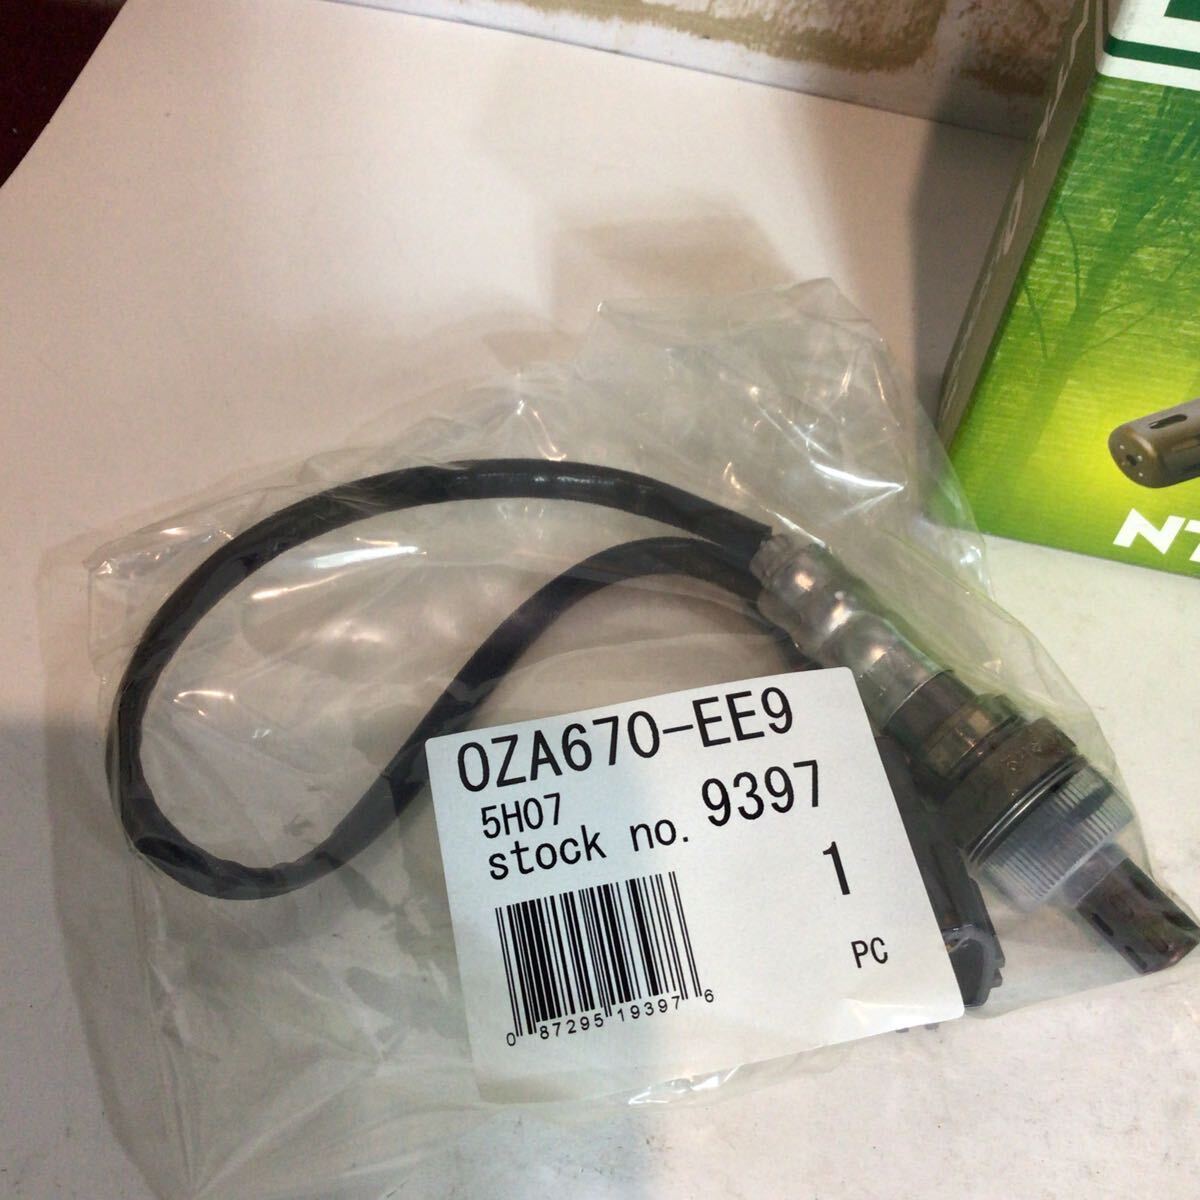 OZA670-EE9
5H07
stock no. 9397
1
PC
0 87295 19397 6
NT